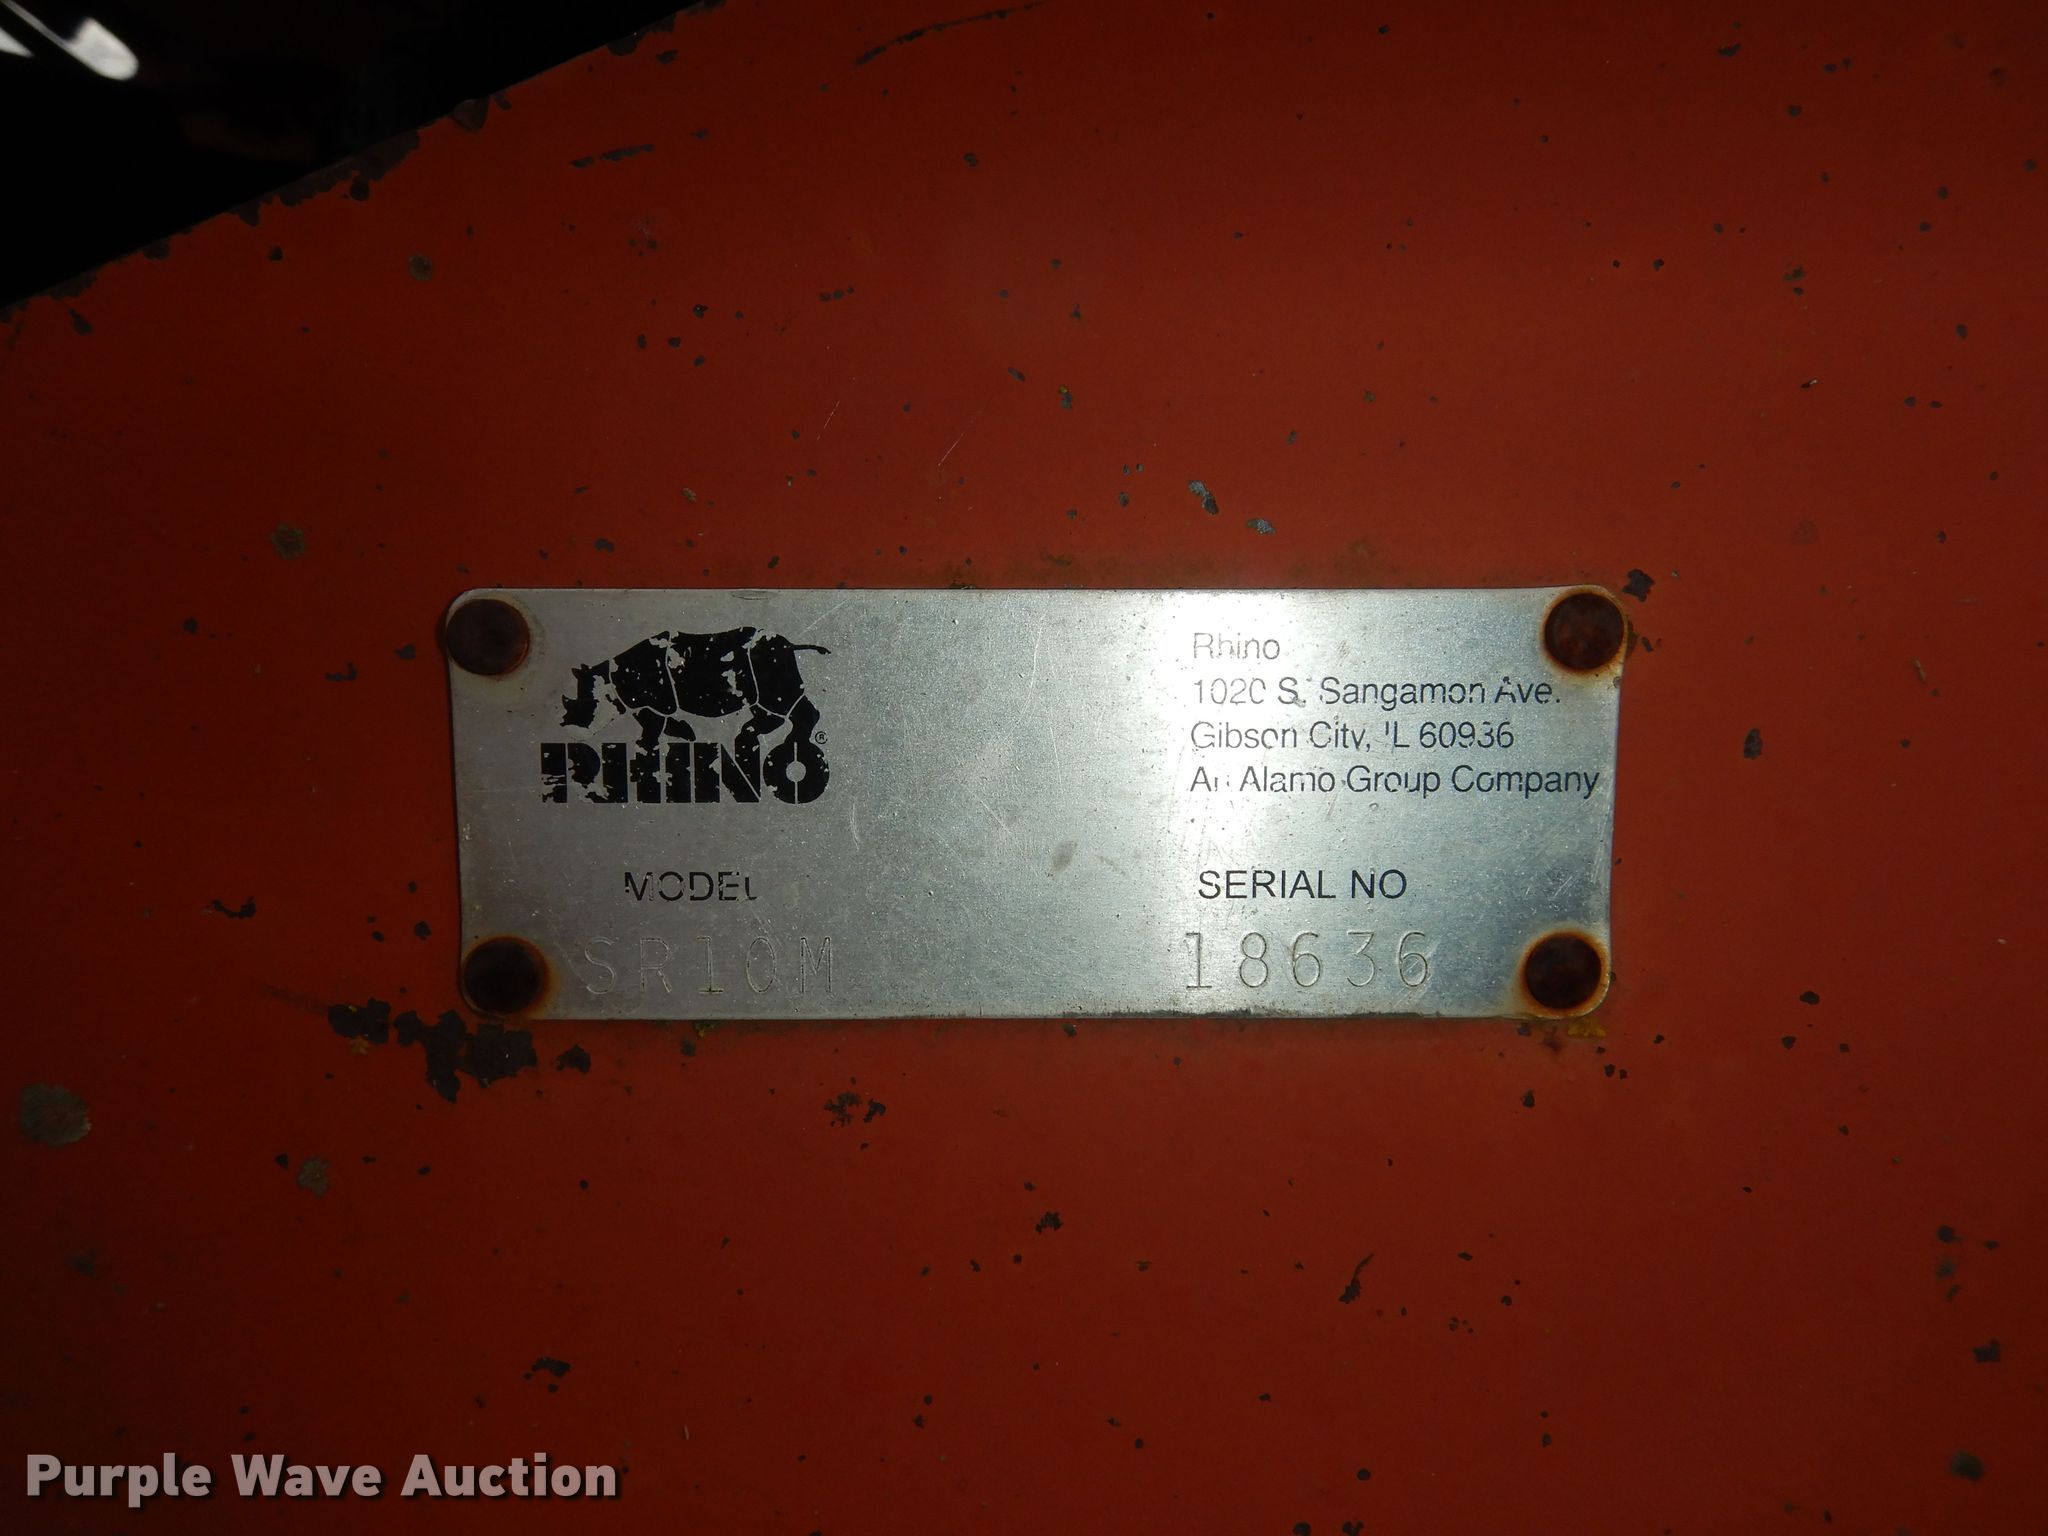 RHINO®
Rhino
1020 S. Sangamon Ave.
Gibson City, IL 60936
An Alamo Group Company
MODEL
SERIAL NO
SR10M
18636
Purple Wave Auction